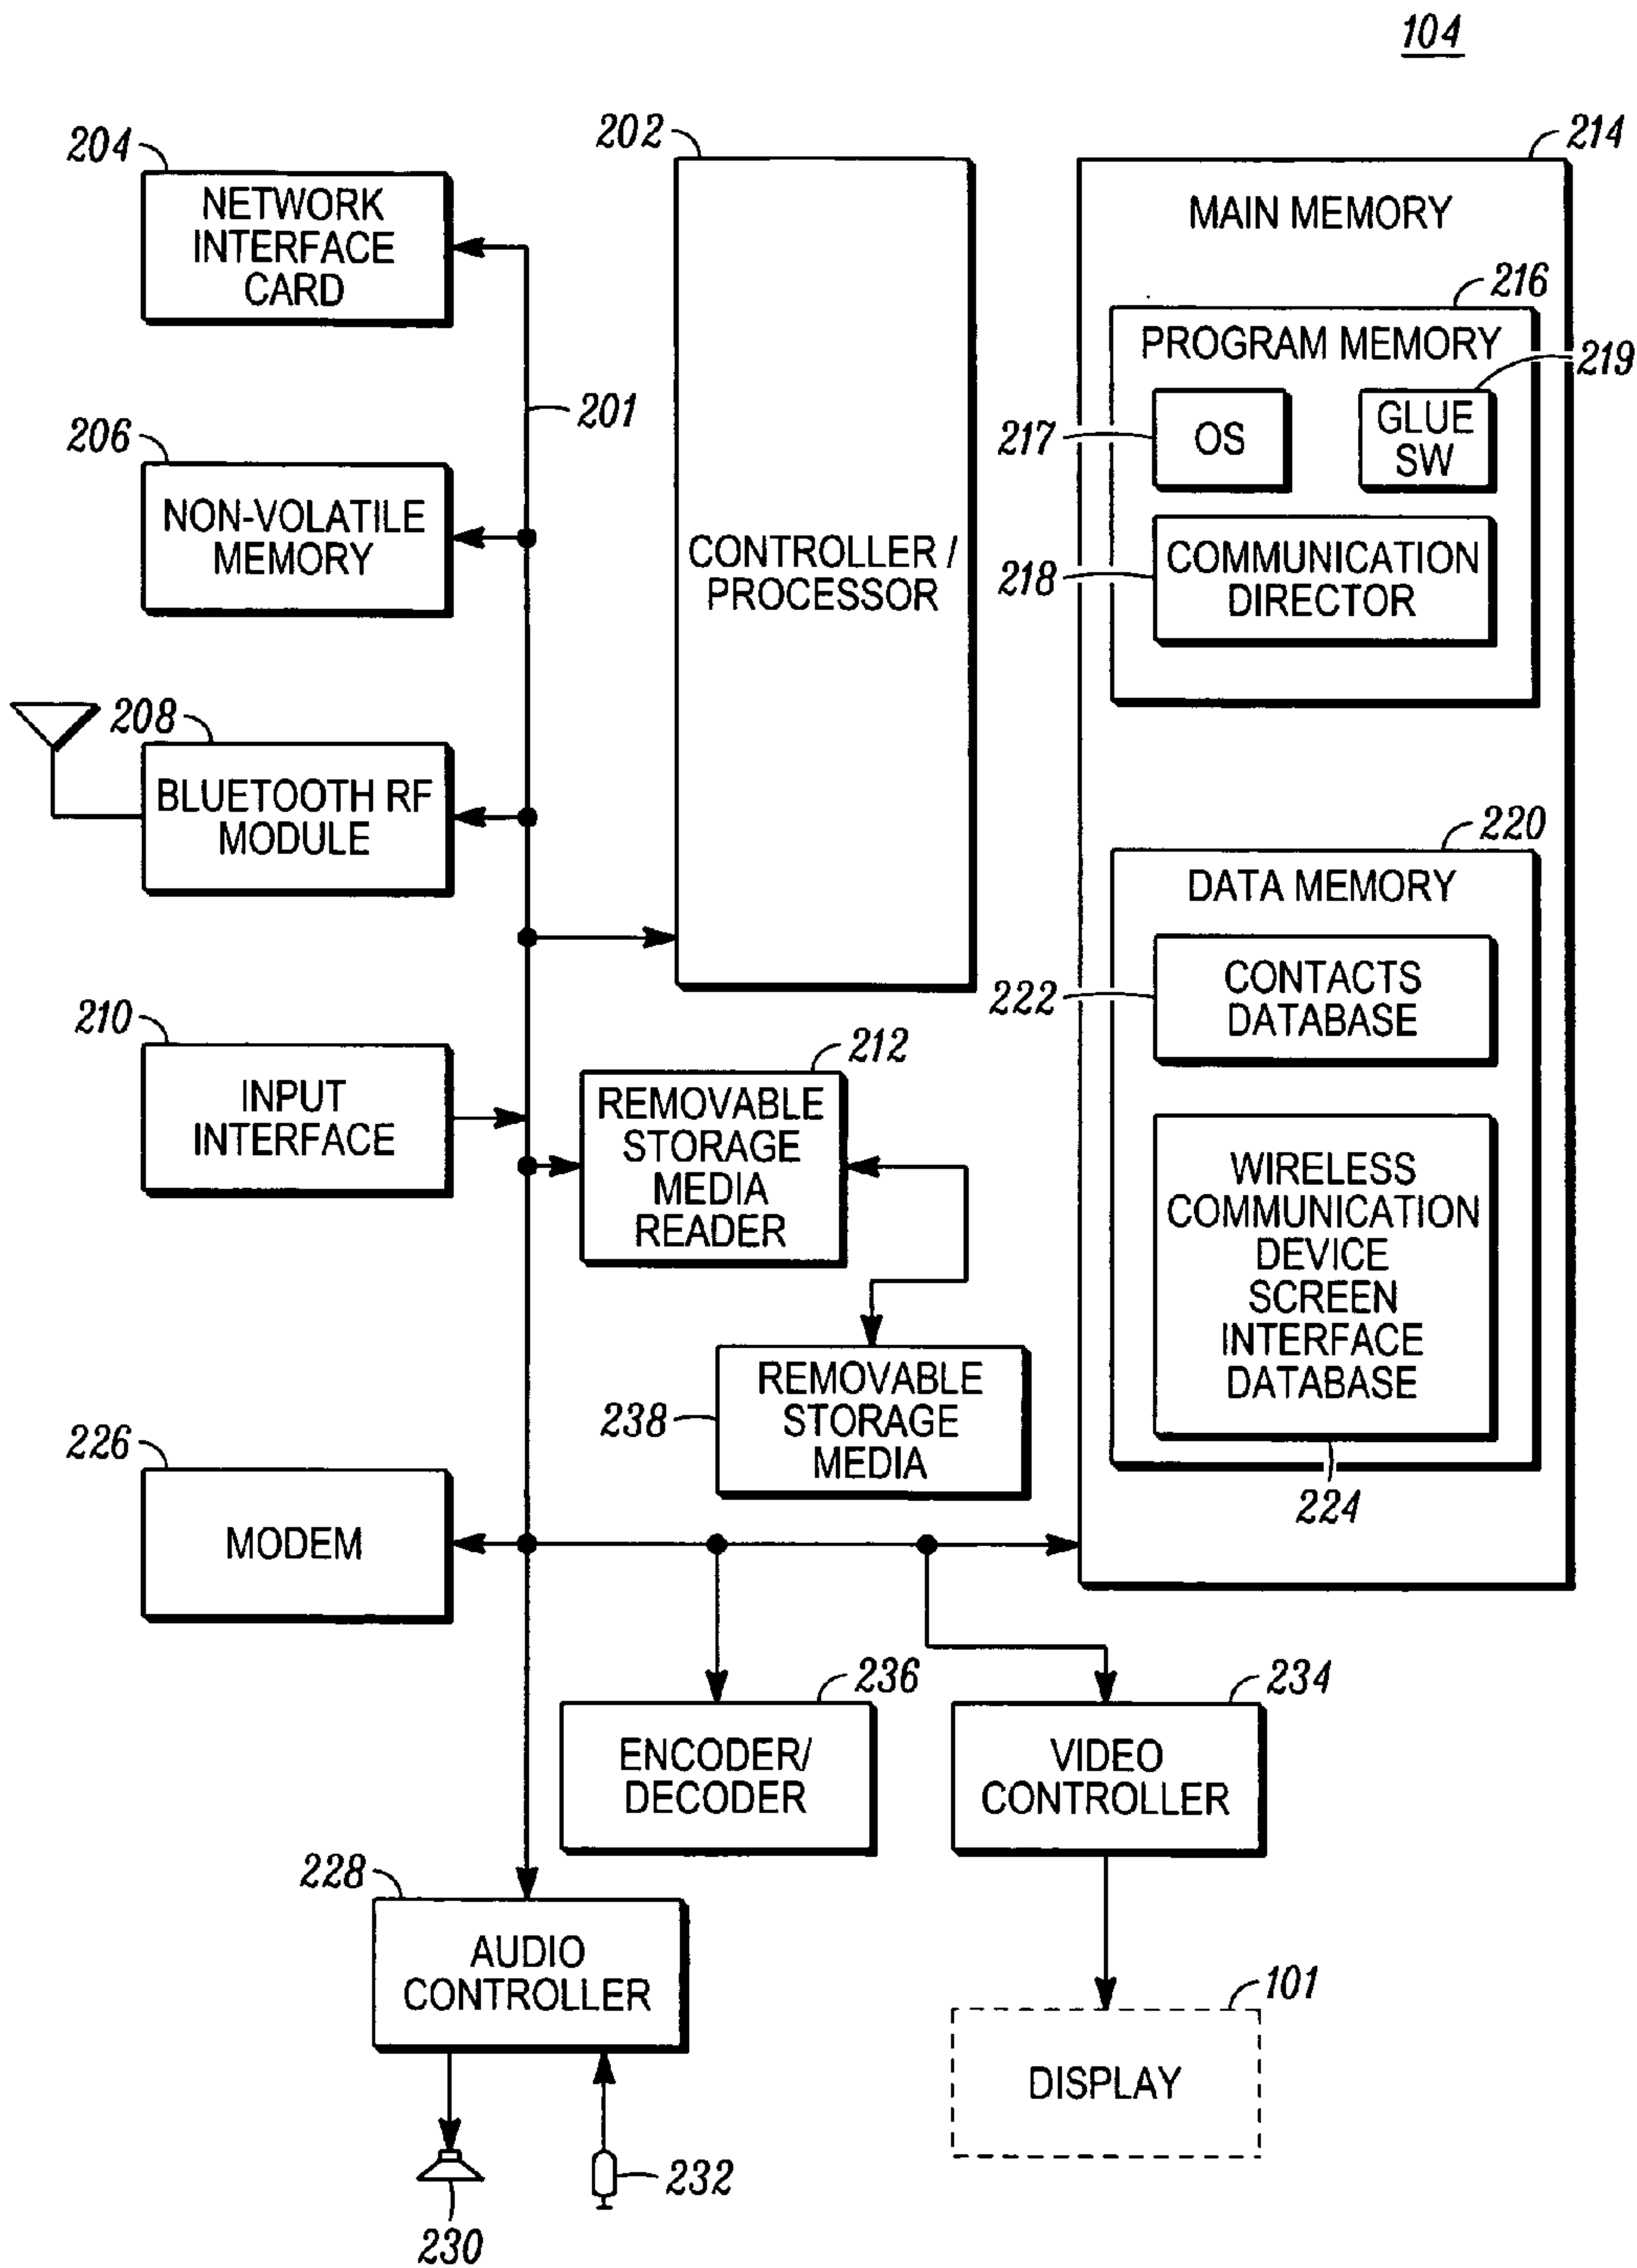 104
204
NETWORK
INTERFACE
CARD
202
CONTROLLER /
PROCESSOR
214
MAIN MEMORY
216
PROGRAM MEMORY
219
217
OS
GLUE
SW
218
COMMUNICATION
DIRECTOR
201
206
NON-VOLATILE
MEMORY
208
BLUETOOTH RF
MODULE
220
DATA MEMORY
222
CONTACTS
DATABASE
WIRELESS
COMMUNICATION
DEVICE
SCREEN
INTERFACE
DATABASE
224
210
INPUT
INTERFACE
212
REMOVABLE
STORAGE
MEDIA
READER
238
REMOVABLE
STORAGE
MEDIA
226
MODEM
236
ENCODER/
DECODER
234
VIDEO
CONTROLLER
228
AUDIO
CONTROLLER
101
DISPLAY
230
232